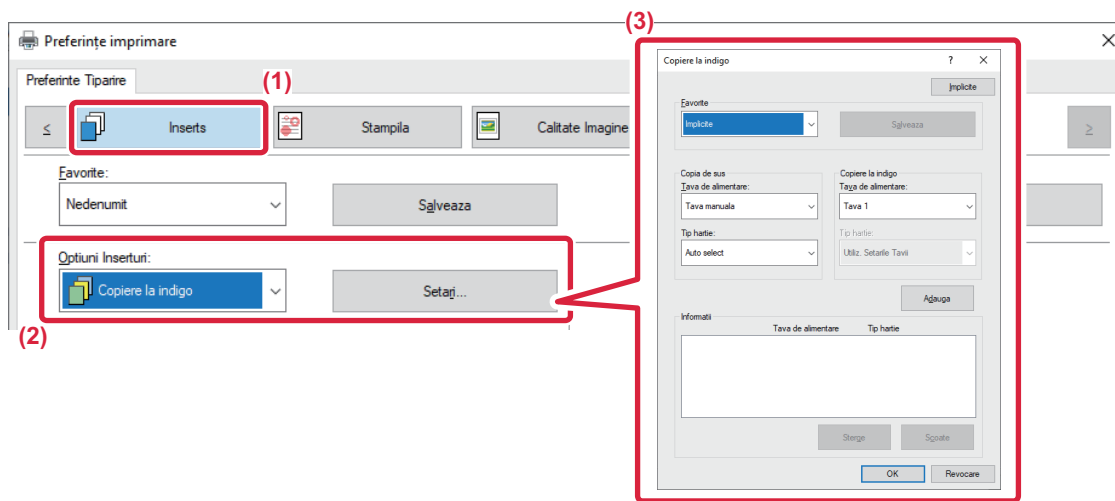 (3)
Preferințe imprimare
Preferinte Tiparire
(1)
<
Inserts
Stampila
Calitate Imagine
>
Favorite:
Nedenumit
Salveaza
Optiuni Inserturi:
Copiere la indigo
Setari...
(2)
Copiere la indigo
?
Implicite
Favorite
Implicite
Salveaza
Copia de sus
Tava de alimentare:
Tava manuala
Tip hartie:
Auto select
Copiere la indigo
Tava de alimentare:
Tava 1
Tip hartie:
Utiliz. Setarile Tavii
Adauga
Informatii
Tava de alimentare Tip hartie
Sterge
Scoate
OK
Revocare